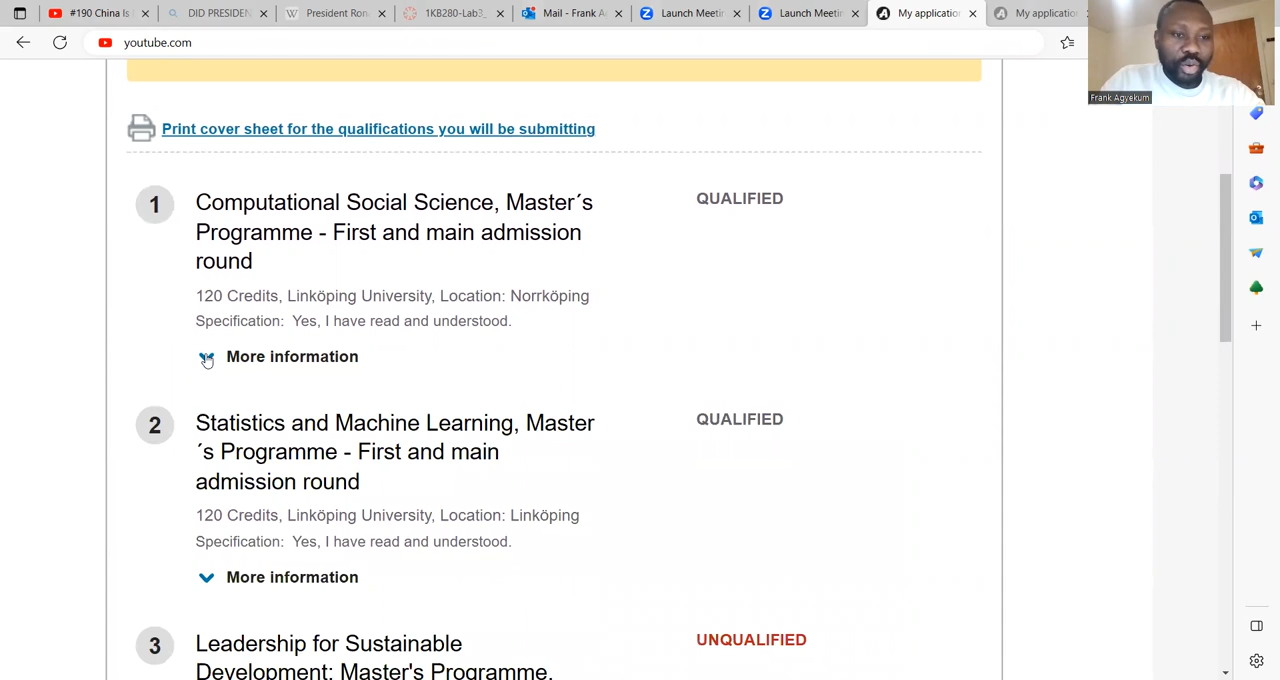 #190 China Is
DID PRESIDEN
President Ron
1KB280-Lab3_
Mail - Frank A
Launch Meetin
Launch Meetin
My application
My application
youtube.com
Frank Agyekum
Print cover sheet for the qualifications you will be submitting
1
Computational Social Science, Master´s
QUALIFIED
Programme - First and main admission
round
120 Credits, Linköping University, Location: Norrköping
Specification: Yes, I have read and understood.
More information
2
Statistics and Machine Learning, Master
QUALIFIED
´s Programme - First and main
admission round
120 Credits, Linköping University, Location: Linköping
Specification: Yes, I have read and understood.
More information
3
Leadership for Sustainable
UNQUALIFIED
Development: Master's Programme,